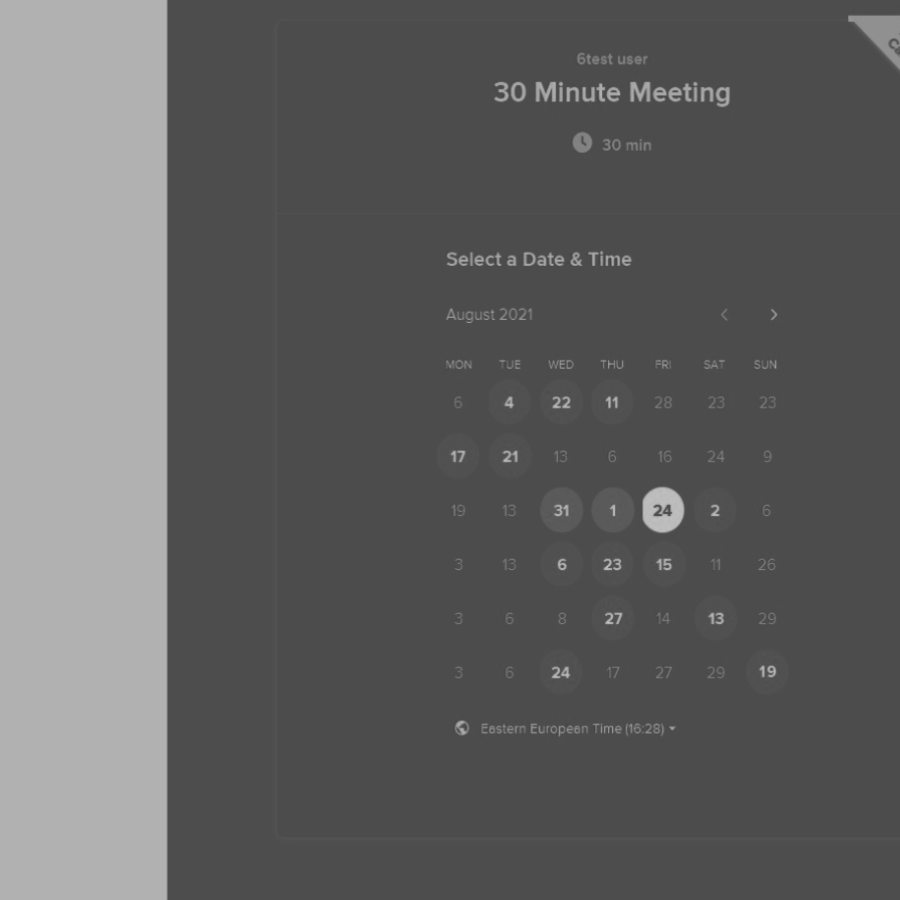 6test user
30 Minute Meeting
30 min
Select a Date & Time
August 2021
MON TUE WED THU FRI SAT SUN
6 4 22 11 28 23 23
17 21 13 6 16 24 9
19 13 31 1 24 2 6
3 13 6 23 15 11 26
3 6 8 27 14 13 29
3 6 24 17 27 29 19
Eastern European Time (16:28)